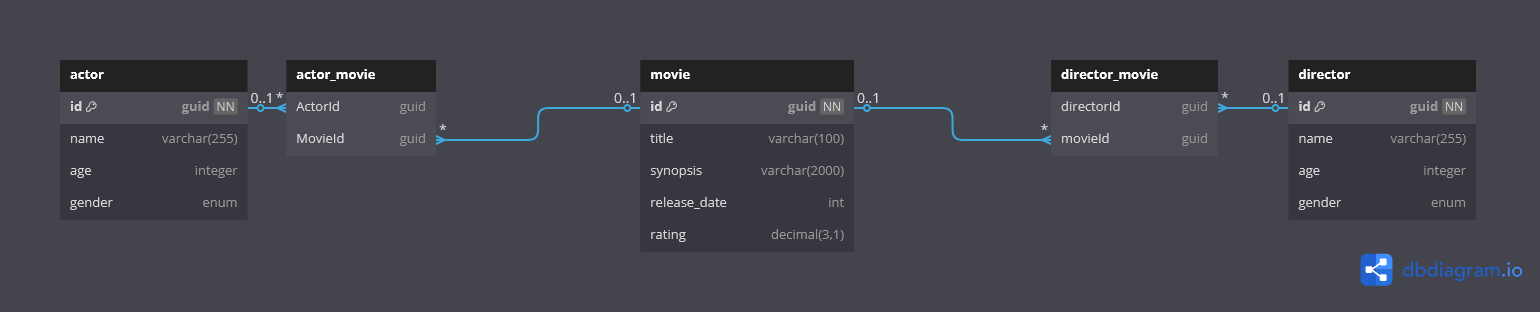 actor
id guid NN
name varchar(255)
age integer
gender enum
0..1 *
actor_movie
ActorId guid
MovieId guid
*
0..1
movie
id guid NN
title varchar(100)
synopsis varchar(2000)
release_date int
rating decimal(3,1)
0..1
*
director_movie
directorId guid
movieId guid
* 0..1
director
id guid NN
name varchar(255)
age integer
gender enum
dbdiagram.io